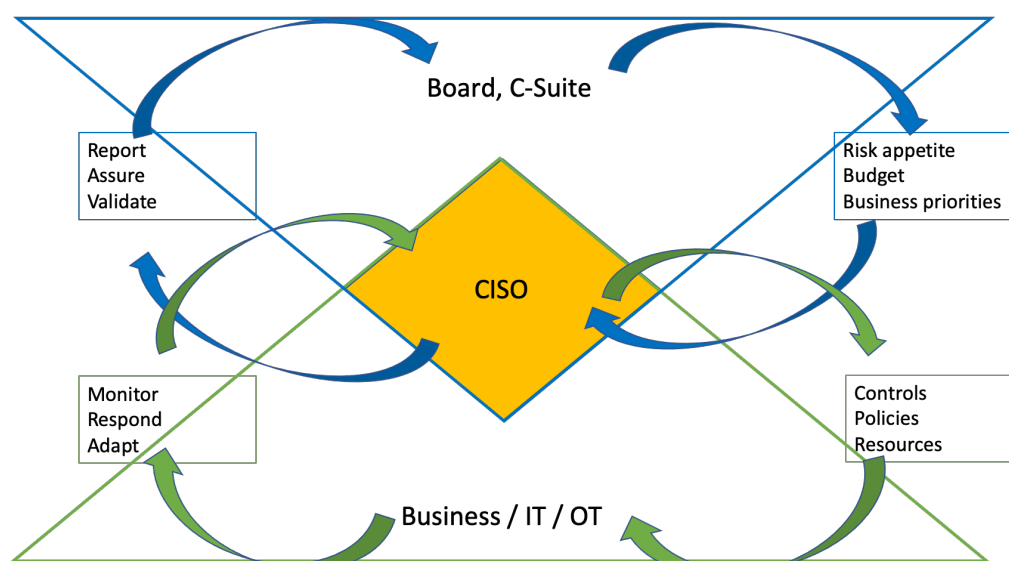 Board, C-Suite
Report
Assure
Validate
Risk appetite
Budget
Business priorities
CISO
Monitor
Respond
Adapt
Controls
Policies
Resources
Business / IT / OT